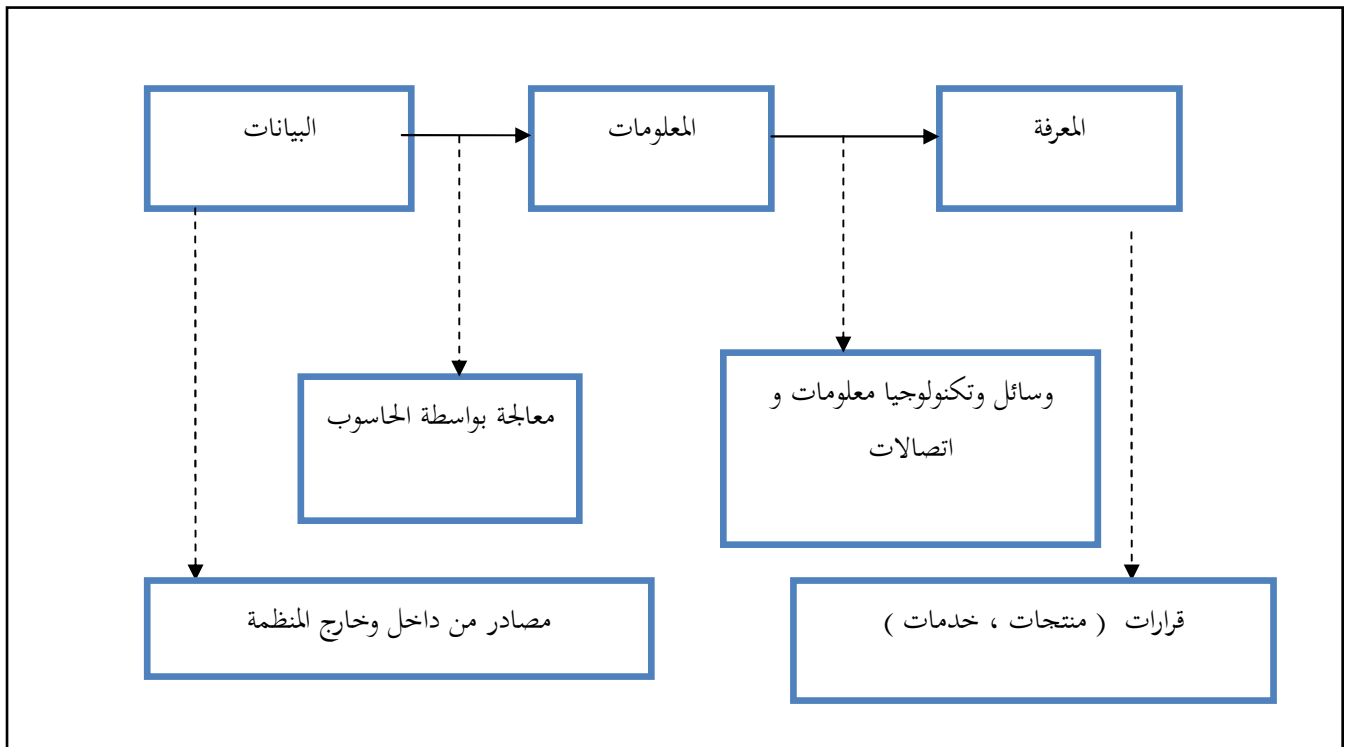 البيانات
المعلومات
المعرفة
معالجة بواسطة الحاسوب
وسائل وتكنولوجيا معلومات و
اتصالات
مصادر من داخل وخارج المنظمة
قرارات ( منتجات ، خدمات )